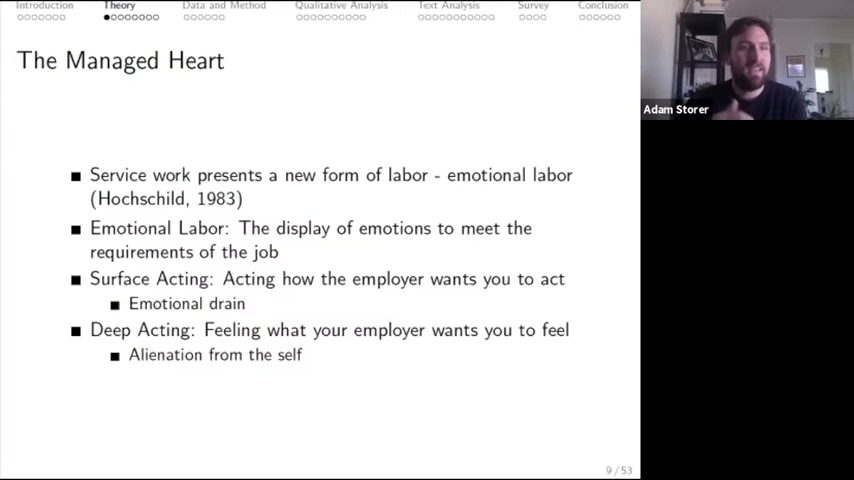 Introduction Theory Data and Method Qualitative Analysis Text Analysis Survey Conclusion
The Managed Heart
Service work presents a new form of labor - emotional labor
(Hochschild, 1983)
Emotional Labor: The display of emotions to meet the
requirements of the job
Surface Acting: Acting how the employer wants you to act
Emotional drain
Deep Acting: Feeling what your employer wants you to feel
Alienation from the self
9 / 53
Adam Storer